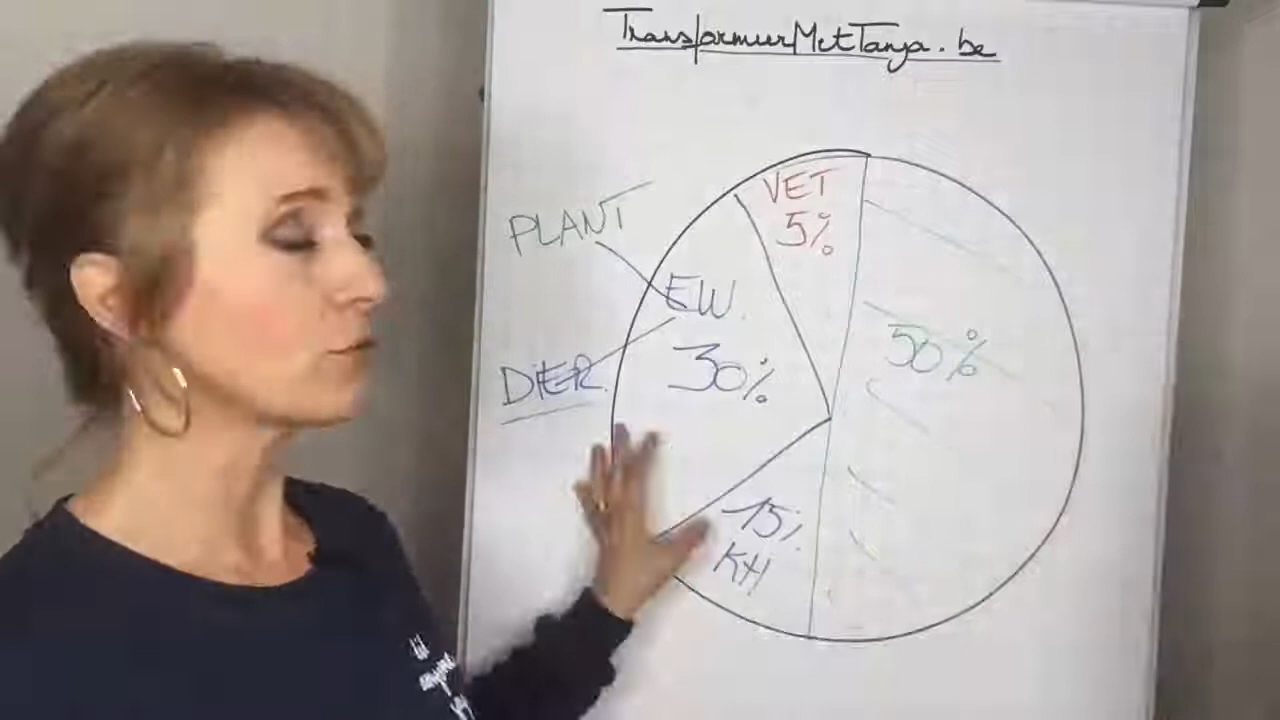 TransformeerMetTanja.be
VET
5%
PLANT
EW.
30%
DIER
50%
15%
KH